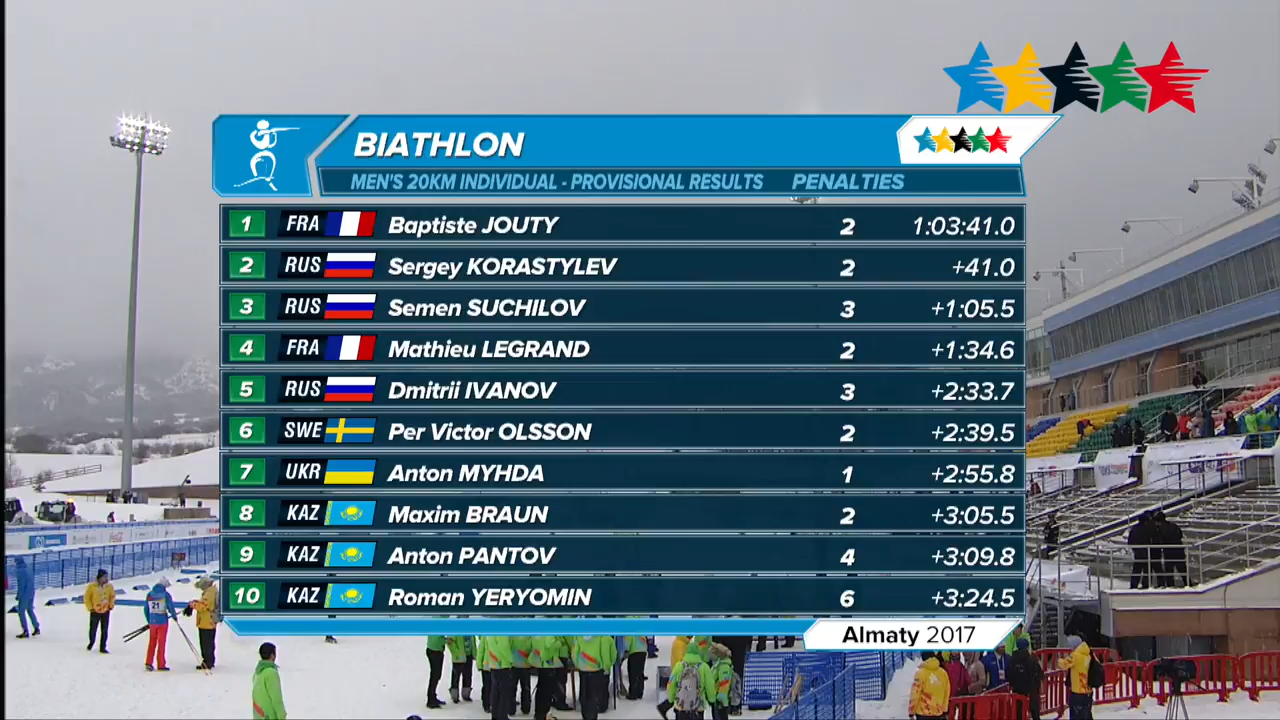 BIATHLON
MEN'S 20KM INDIVIDUAL - PROVISIONAL RESULTS PENALTIES
1 FRA Baptiste JOUTY 2 1:03:41.0
2 RUS Sergey KORASTYLEV 2 +41.0
3 RUS Semen SUCHILOV 3 +1:05.5
4 FRA Mathieu LEGRAND 2 +1:34.6
5 RUS Dmitrii IVANOV 3 +2:33.7
6 SWE Per Victor OLSSON 2 +2:39.5
7 UKR Anton MYHDA 1 +2:55.8
8 KAZ Maxim BRAUN 2 +3:05.5
9 KAZ Anton PANTOV 4 +3:09.8
10 KAZ Roman YERYOMIN 6 +3:24.5
Almaty 2017
21